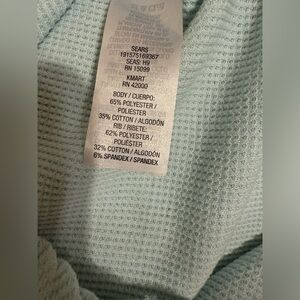 SEARS
191575169367
SEAS: H9
RN 15099
KMART
RN 42000
BODY / CUERPO:
65% POLYESTER /
POLIÉSTER
35% COTTON / ALGODÓN
RIB / RIBETE:
62% POLYESTER /
POLIÉSTER
32% COTTON / ALGODÓN
6% SPANDEX / SPANDEX